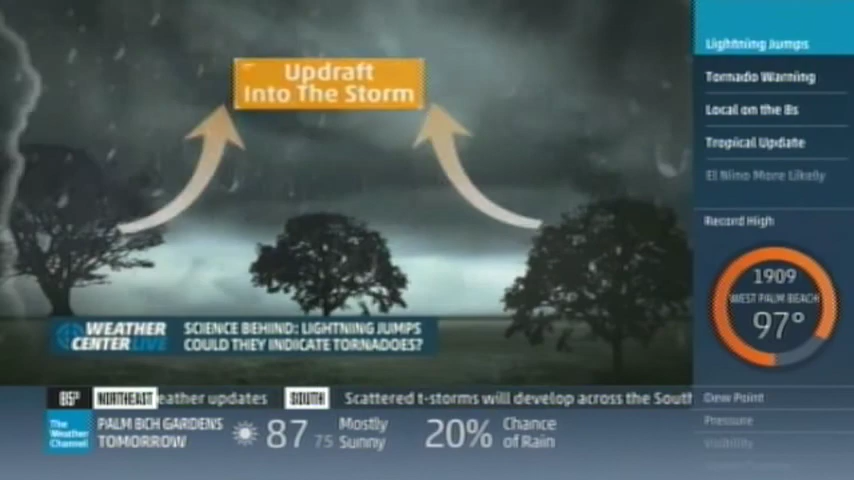 Updraft
Into The Storm
WEATHER
CENTER LIVE
SCIENCE BEHIND: LIGHTNING JUMPS
COULD THEY INDICATE TORNADOES?
Lightning Jumps
Tornado Warning
Local on the 8s
Tropical Update
El Nino More Likely
Record High
1909
WEST PALM BEACH
97°
Dew Point
Pressure
Visibility
85° NORTHEAST eather updates SOUTH Scattered t-storms will develop across the South
The
Weather
Channel
PALM BCH GARDENS
TOMORROW
87 75
Mostly
Sunny
20%
Chance
of Rain